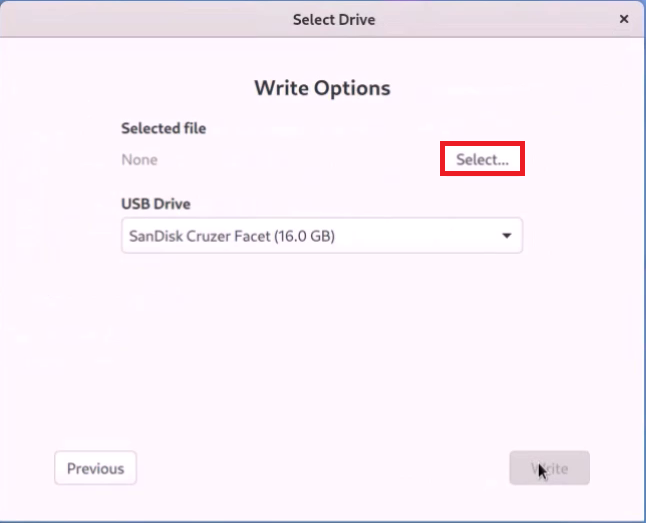 Select Drive
×
Write Options
Selected file
None
Select...
USB Drive
SanDisk Cruzer Facet (16.0 GB)
Previous
Write